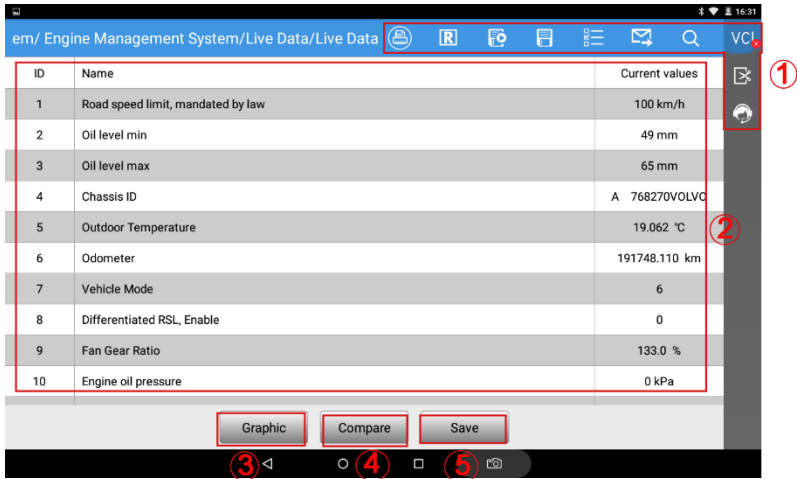 16:31
em/ Engine Management System/Live Data/Live Data R VCI
①
ID Name Current values
1 Road speed limit, mandated by law 100 km/h
2 Oil level min 49 mm
3 Oil level max 65 mm
4 Chassis ID A 768270VOLVO
5 Outdoor Temperature 19.062 ℃
②
6 Odometer 191748.110 km
7 Vehicle Mode 6
8 Differentiated RSL, Enable 0
9 Fan Gear Ratio 133.0 %
10 Engine oil pressure 0 kPa
Graphic Compare Save
③ ④ ⑤